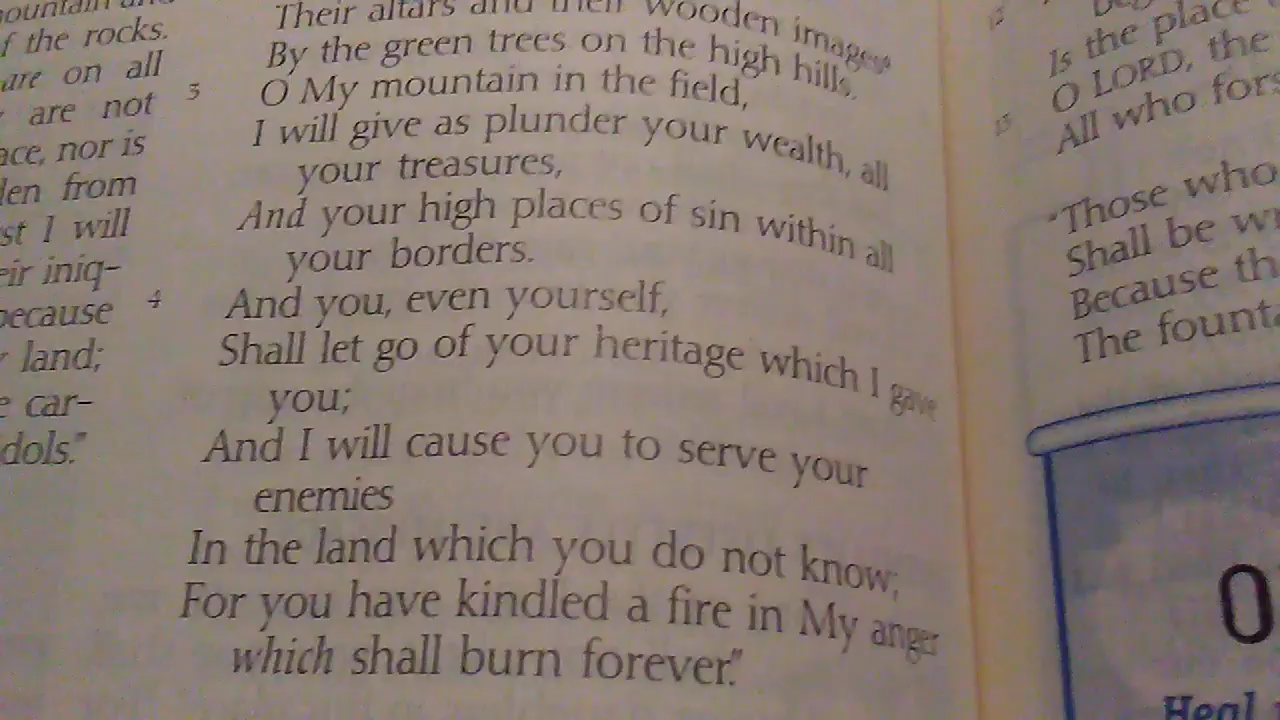 ountain and
f the rocks.
are on all
are not
ace, nor is
den from
st I will
eir iniq-
because
land;
e car-
dols."
Their altars and their wooden images
By the green trees on the high hills.
3 O My mountain in the field,
I will give as plunder your wealth, all
your treasures,
And your high places of sin within all
your borders.
4 And you, even yourself,
Shall let go of your heritage which I gave
you;
And I will cause you to serve your
enemies
In the land which you do not know;
For you have kindled a fire in My anger
which shall burn forever."
12
Is the place
13 O LORD, the
All who fors
"Those who
Shall be wr
Because th
The founta
O
Heal